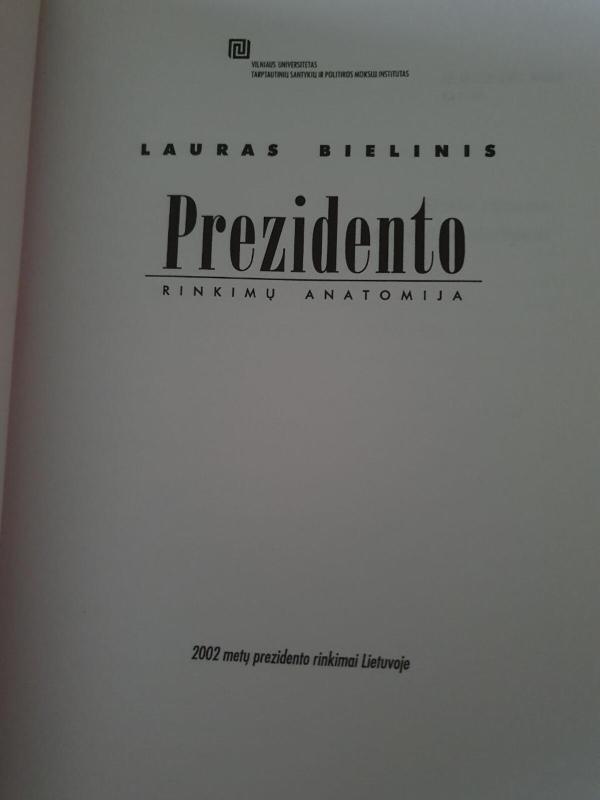 VILNIAUS UNIVERSITETAS
TARPTAUTINIŲ SANTYKIŲ IR POLITIKOS MOKSLŲ INSTITUTAS
LAURAS BIELINIS
Prezidento
RINKIMŲ ANATOMIJA
2002 metų prezidento rinkimai Lietuvoje